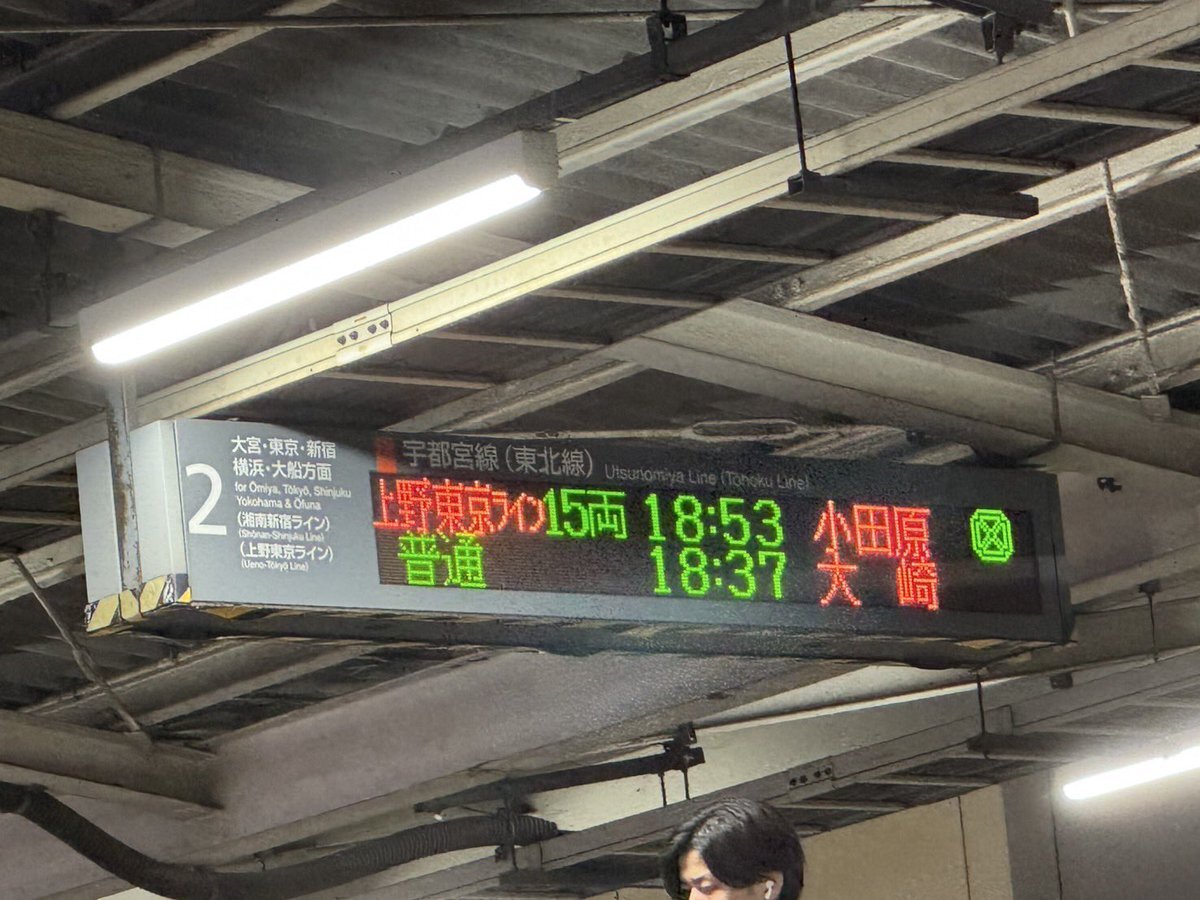 2
大宮・東京・新宿
横浜・大船方面
for Ōmiya, Tōkyō, Shinjuku
Yokohama & Ōfuna
(湘南新宿ライン)
(Shōnan-Shinjuku Line)
(上野東京ライン)
(Ueno-Tōkyō Line)
宇都宮線(東北線) Utsunomiya Line (Tōhoku Line)
上野東京ライン 15両 18:53 小田原
普通 18:37 大崎